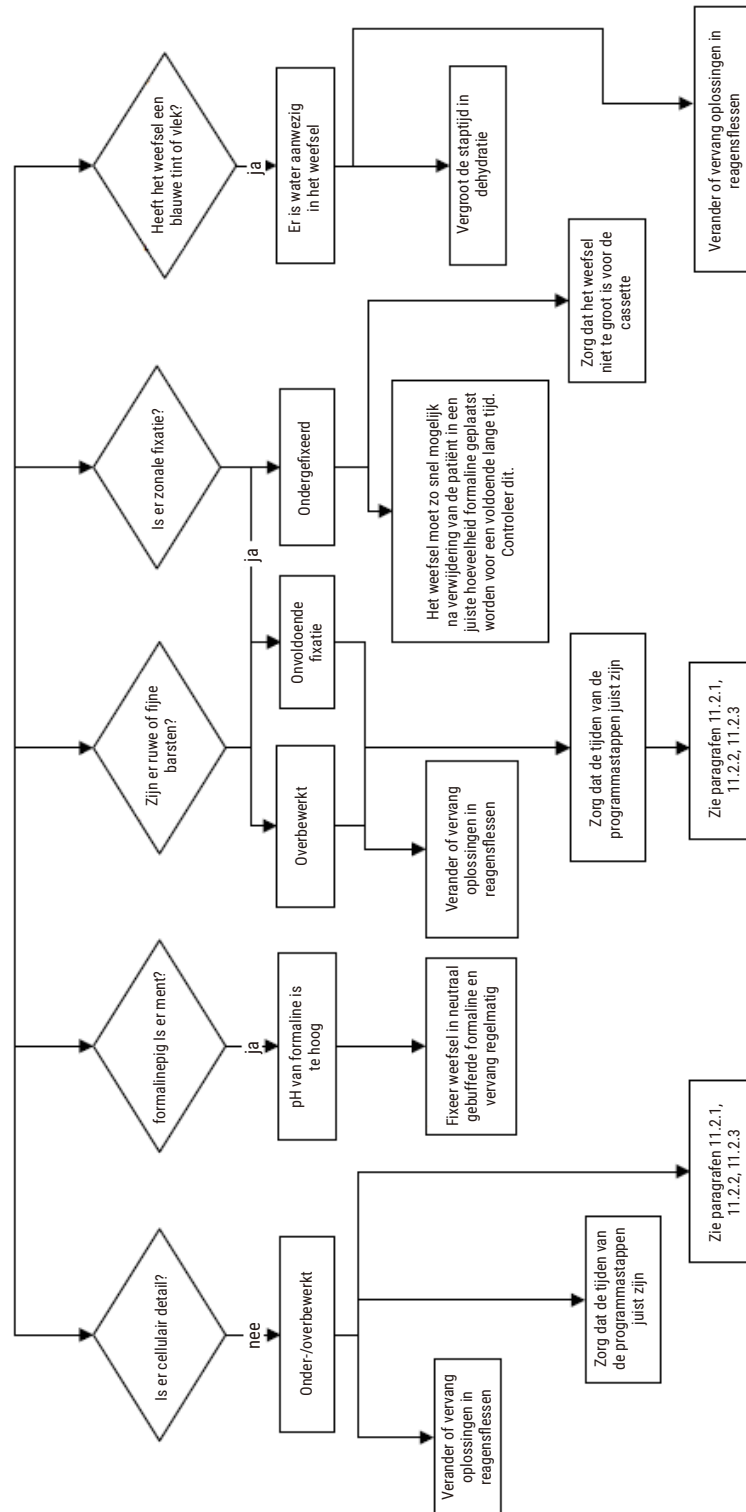 Is er cellulair detail?
nee
Onder-/overbewerkt
Verander of vervang
oplossingen in
reagensflessen
Zorg dat de tijden van
de programmastappen
juist zijn
Zie paragrafen 11.2.1,
11.2.2, 11.2.3
formalinepig Is er ment?
ja
pH van formaline is
te hoog
Fixeer weefsel in neutraal
gebufferde formaline en
vervang regelmatig
Zijn er ruwe of fijne
barsten?
Overbewerkt
Onvoldoende
fixatie
Verander of vervang
oplossingen in
reagensflessen
Zorg dat de tijden van de
programmastappen juist zijn
Zie paragrafen 11.2.1,
11.2.2, 11.2.3
Is er zonale fixatie?
ja
Ondergefixeerd
Het weefsel moet zo snel mogelijk
na verwijdering van de patiënt in een
juiste hoeveelheid formaline geplaatst
worden voor een voldoende lange tijd.
Controleer dit.
Zorg dat het weefsel
niet te groot is voor de
cassette
Heeft het weefsel een
blauwe tint of vlek?
ja
Er is water aanwezig
in het weefsel
Vergroot de staptijd in
dehydratie
Verander of vervang oplossingen in
reagensflessen